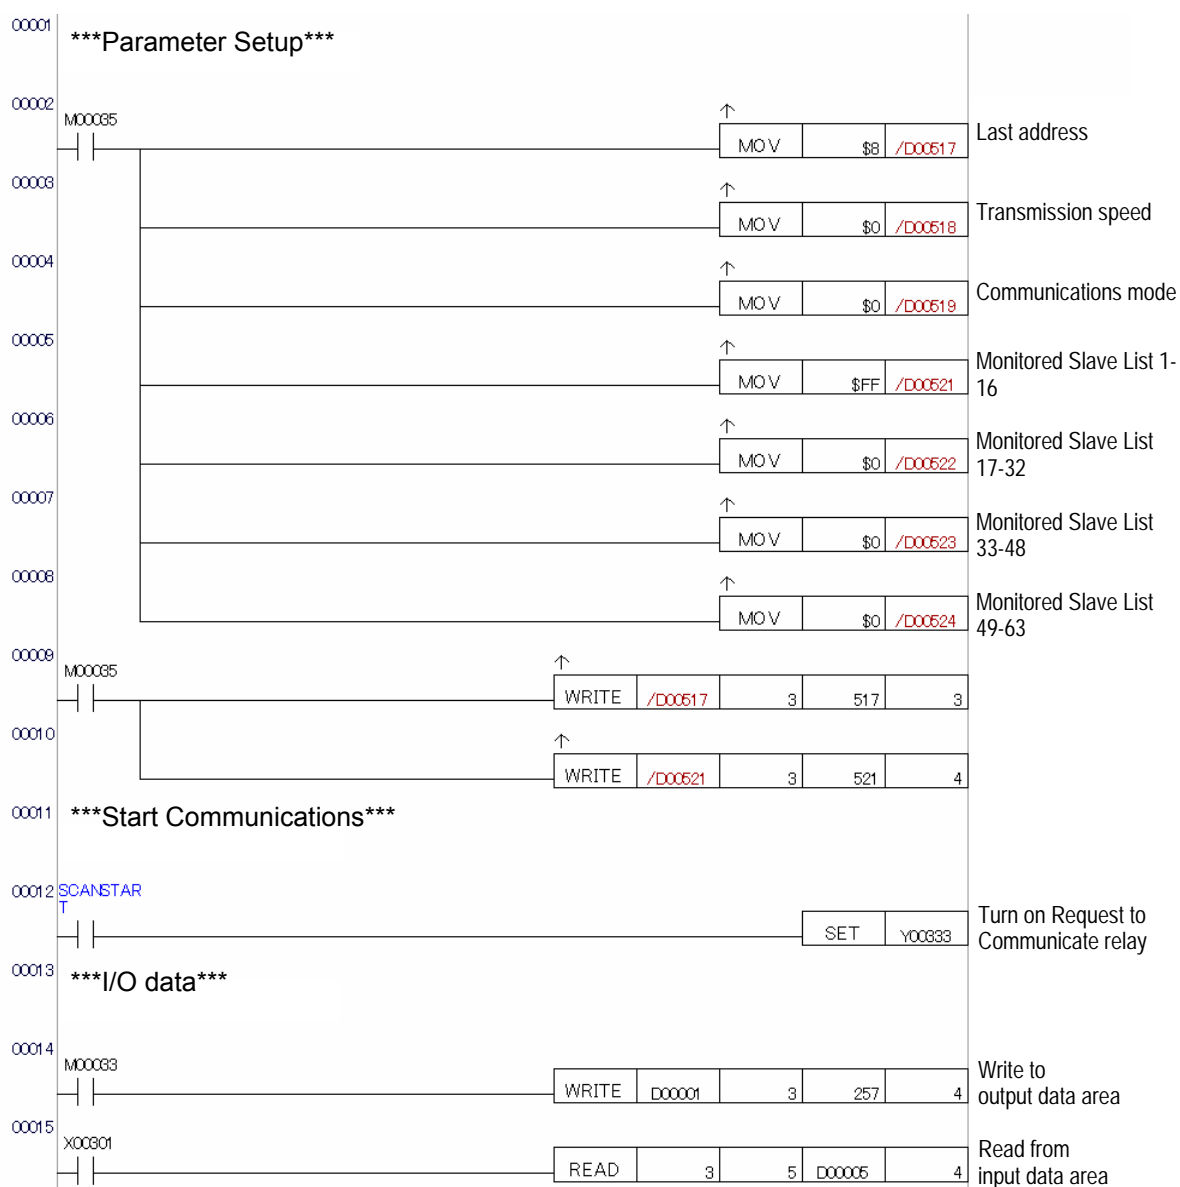 00001
***Parameter Setup***
00002
M00035
↑
MOV $8 /D00517
Last address
00003
↑
MOV $0 /D00518
Transmission speed
00004
↑
MOV $0 /D00519
Communications mode
00005
↑
MOV $FF /D00521
Monitored Slave List 1-
16
00006
↑
MOV $0 /D00522
Monitored Slave List
17-32
00007
↑
MOV $0 /D00523
Monitored Slave List
33-48
00008
↑
MOV $0 /D00524
Monitored Slave List
49-63
00009
M00035
↑
WRITE /D00517 3 517 3
00010
↑
WRITE /D00521 3 521 4
00011
***Start Communications***
00012
SCANSTAR
T
SET Y00333
Turn on Request to
Communicate relay
00013
***I/O data***
00014
M00033
WRITE D00001 3 257 4
Write to
output data area
00015
X00301
READ 3 5 D00005 4
Read from
input data area